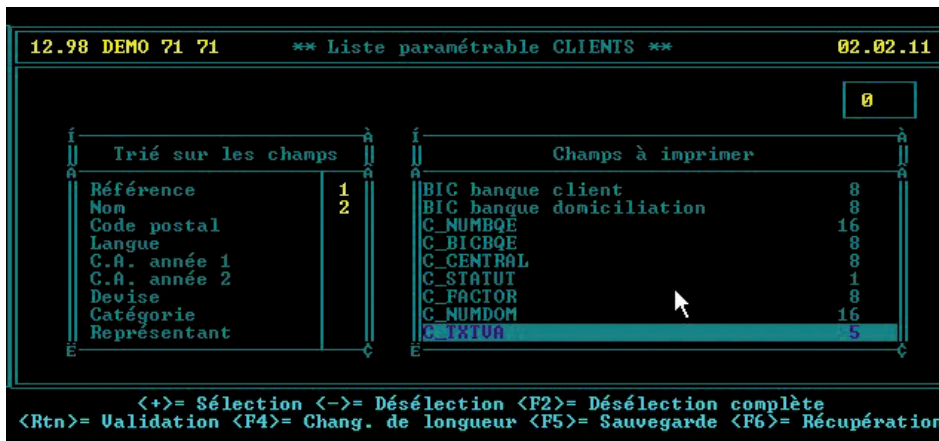 12.98 DEMO 71 71 ** Liste paramétrable CLIENTS ** 02.02.11
0
Trié sur les champs
Référence 1
Nom 2
Code postal
Langue
C.A. année 1
C.A. année 2
Devise
Catégorie
Représentant
Champs à imprimer
BIC banque client 8
BIC banque domiciliation 8
C_NUMBQE 16
C_BICBQE 8
C_CENTRAL 8
C_STATUT 1
C_FACTOR 8
C_NUMDOM 16
C_TXTVA 5
<+>= Sélection <->= Désélection <F2>= Désélection complète
<Rtn>= Validation <F4>= Chang. de longueur <F5>= Sauvegarde <F6>= Récupération